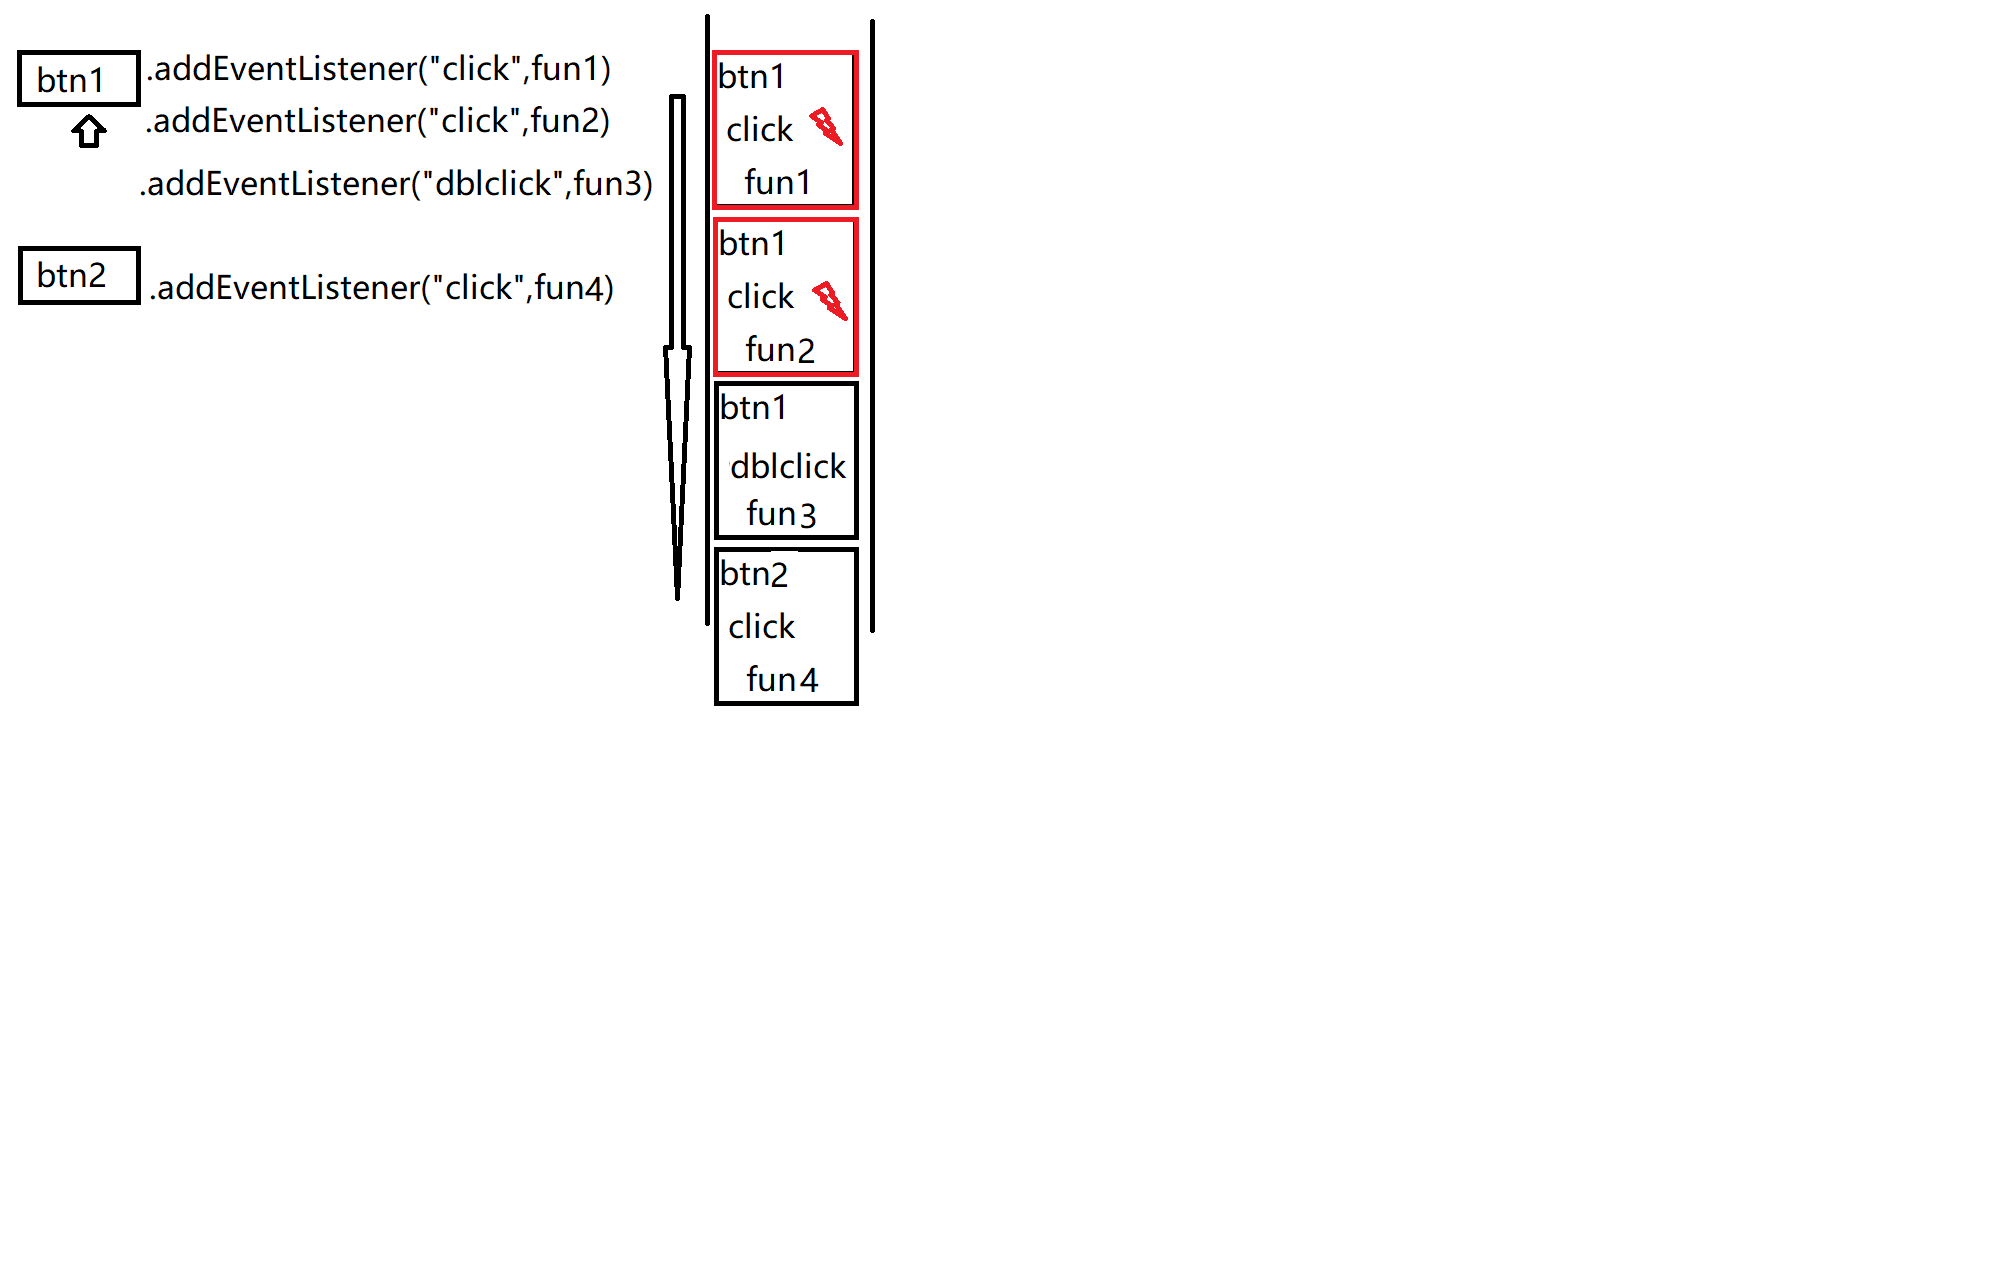 btn1
.addEventListener("click",fun1)
.addEventListener("click",fun2)
.addEventListener("dblclick",fun3)
btn2
.addEventListener("click",fun4)
btn1
click
fun1
btn1
click
fun2
btn1
dblclick
fun3
btn2
click
fun4